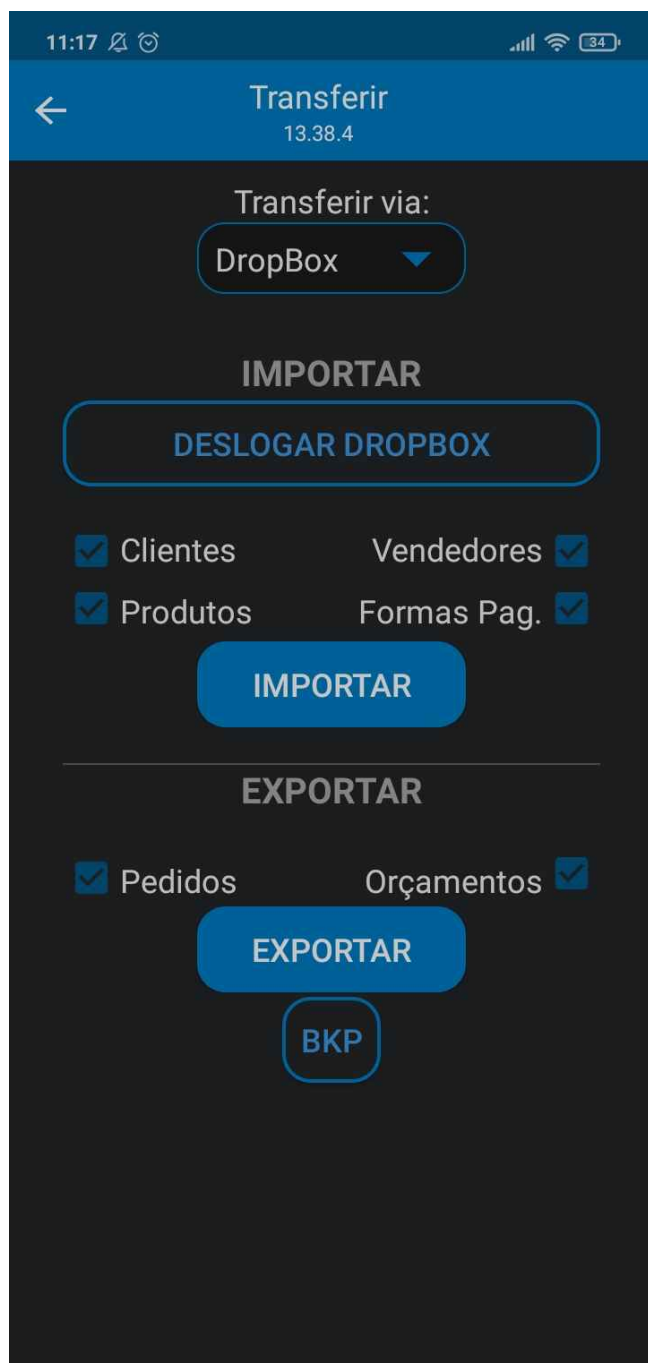 11:17 34
Transferir
13.38.4
Transferir via:
DropBox
IMPORTAR
DESLOGAR DROPBOX
Clientes Vendedores
Produtos Formas Pag.
IMPORTAR
EXPORTAR
Pedidos Orçamentos
EXPORTAR
BKP